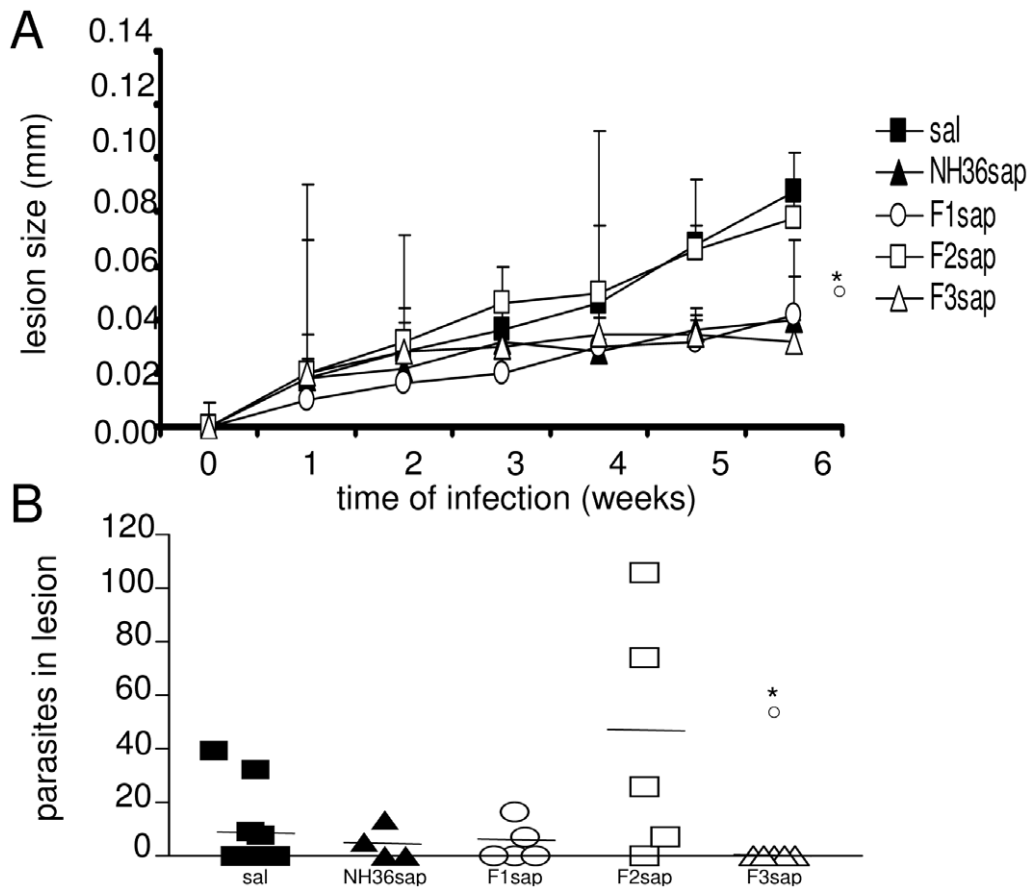 A
0.14
0.12
0.10
0.08
0.06
0.04
0.02
0.00
lesion size (mm)
0 1 2 3 4 5 6
time of infection (weeks)
sal
NH36sap
F1sap
F2sap
F3sap
*
B
120
100
80
60
40
20
0
parasites in lesion
*
sal NH36sap F1sap F2sap F3sap